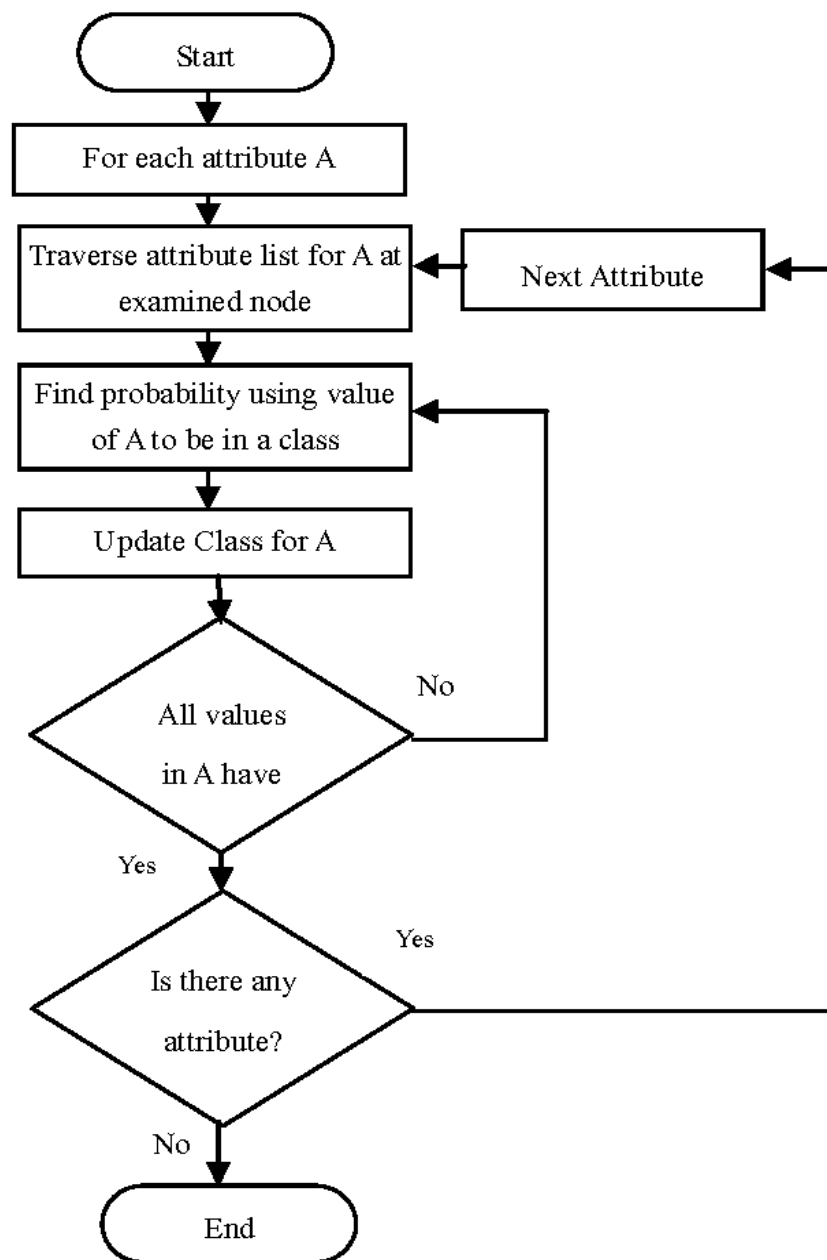 Start
For each attribute A
Traverse attribute list for A at
examined node
Next Attribute
Find probability using value
of A to be in a class
Update Class for A
No
All values
in A have
Yes
Yes
Is there any
attribute?
No
End